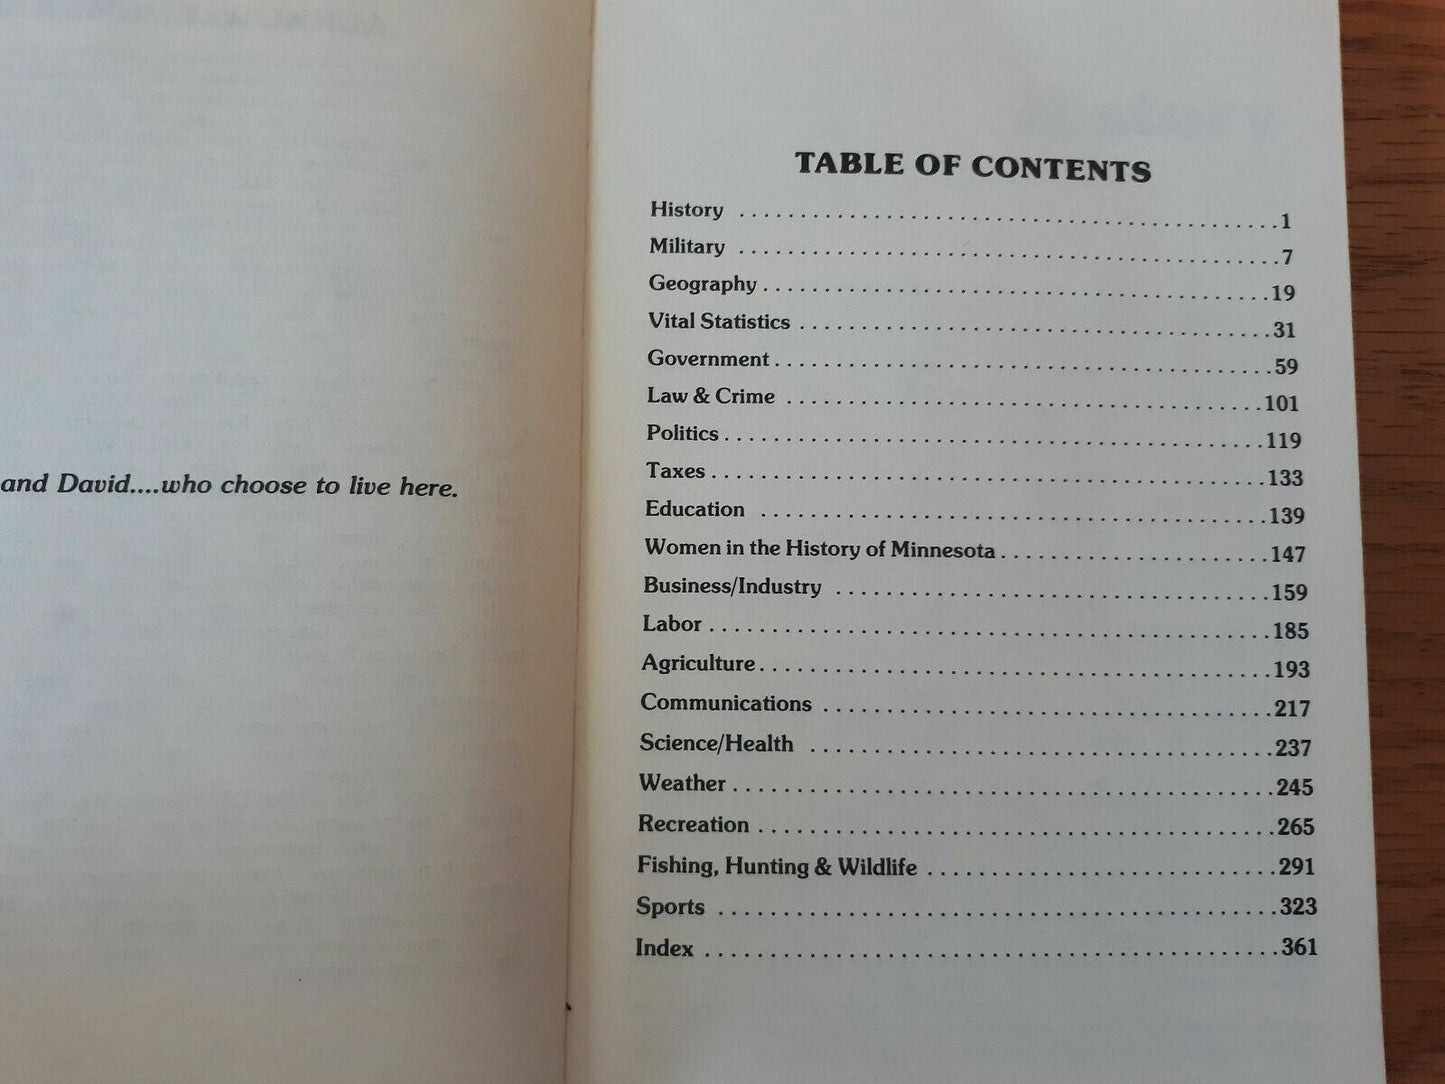 and David....who choose to live here.
TABLE OF CONTENTS
History ................................. 1
Military ................................. 7
Geography ................................. 19
Vital Statistics ................................. 31
Government ................................. 59
Law & Crime ................................. 101
Politics ................................. 119
Taxes ................................. 133
Education ................................. 139
Women in the History of Minnesota ................. 147
Business/Industry ................................. 159
Labor ................................. 185
Agriculture ................................. 193
Communications ................................. 217
Science/Health ................................. 237
Weather ................................. 245
Recreation ................................. 265
Fishing, Hunting & Wildlife ...................... 291
Sports ................................. 323
Index ................................. 361